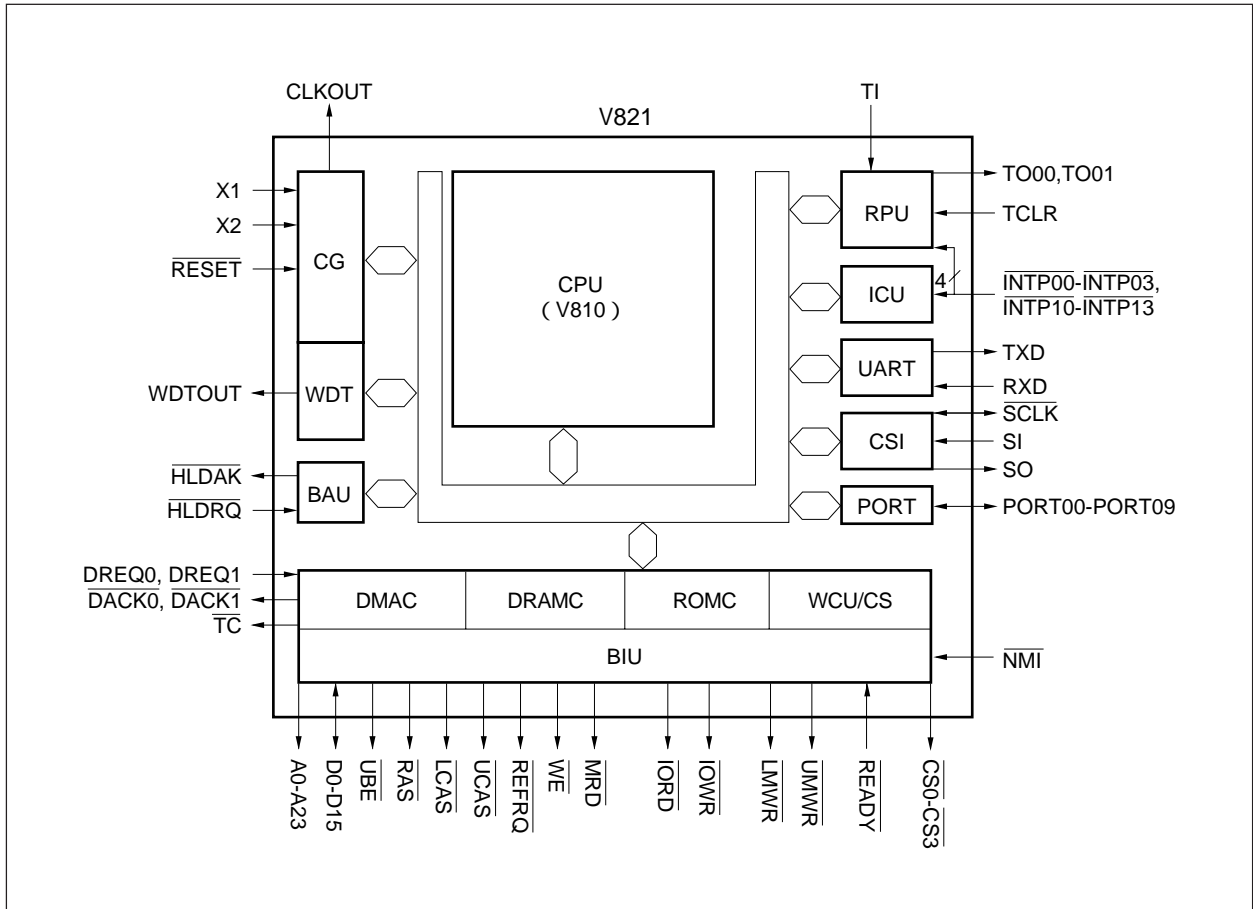 CLKOUT
TI
V821
X1
X2
RESET
CG
WDTOUT
WDT
HLDAK
HLDRQ
BAU
CPU
( V810 )
RPU
TO00,TO01
TCLR
4
ICU
INTP00-INTP03,
INTP10-INTP13
UART
TXD
RXD
CSI
SCLK
SI
SO
PORT
PORT00-PORT09
DREQ0, DREQ1
DACK0, DACK1
TC
DMAC
DRAMC
ROMC
WCU/CS
BIU
NMI
A0-A23
D0-D15
UBE
RAS
LCAS
UCAS
REFRQ
WE
MRD
IORD
IOWR
LMWR
UMWR
READY
CS0-CS3